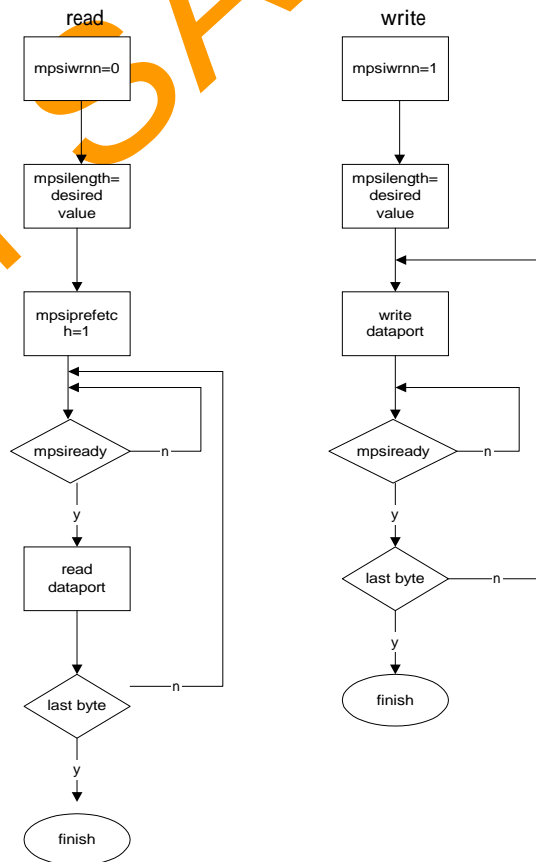 read
mpsiwrnn=0
mpsilength=
desired
value
mpsiprefetc
h=1
mpsiready
n
y
read
dataport
last byte
n
y
finish
write
mpsiwrnn=1
mpsilength=
desired
value
write
dataport
mpsiready
n
y
last byte
n
y
finish